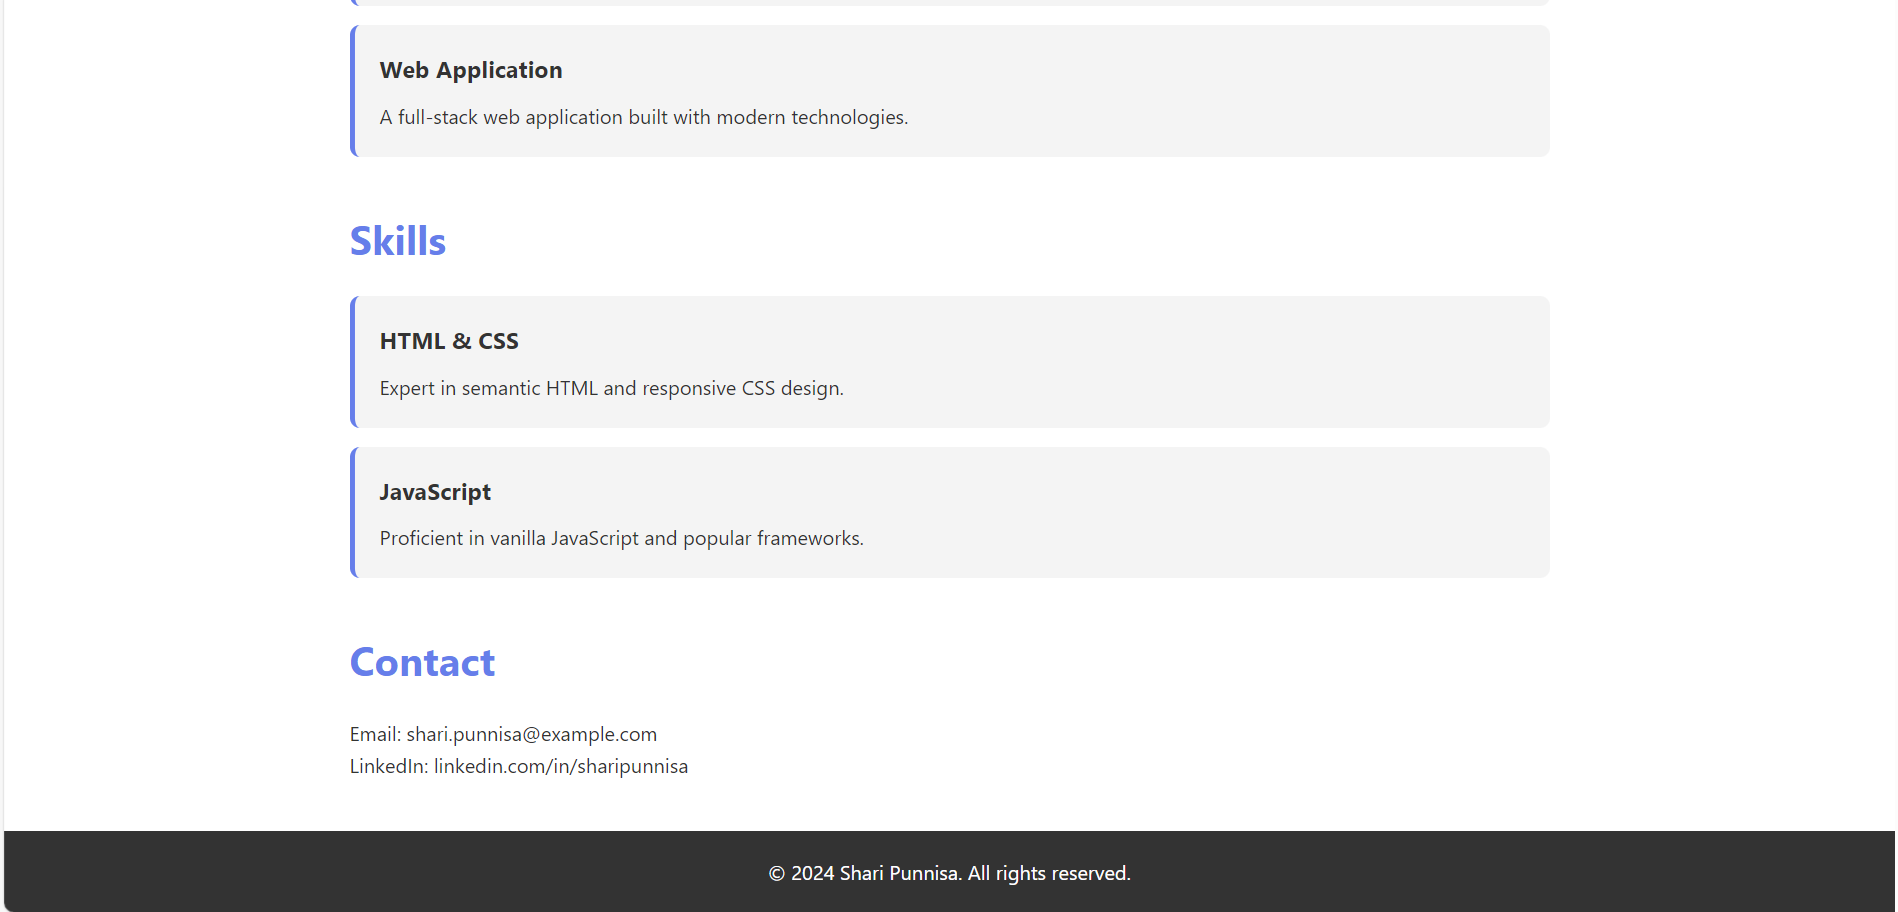 Web Application
A full-stack web application built with modern technologies.
Skills
HTML & CSS
Expert in semantic HTML and responsive CSS design.
JavaScript
Proficient in vanilla JavaScript and popular frameworks.
Contact
Email: shari.punnisa@example.com
LinkedIn: linkedin.com/in/sharipunnisa
© 2024 Shari Punnisa. All rights reserved.